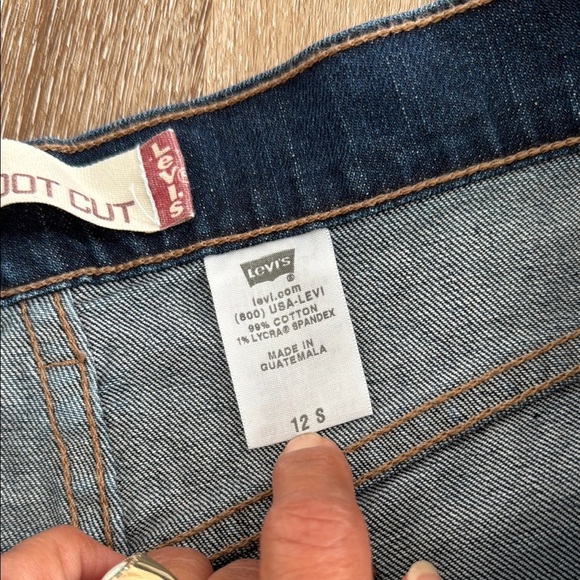 OOT CUT
Levi's
Levi's®
levi.com
(800) USA-LEVI
99% COTTON
1% LYCRA® SPANDEX
MADE IN
GUATEMALA
12 S